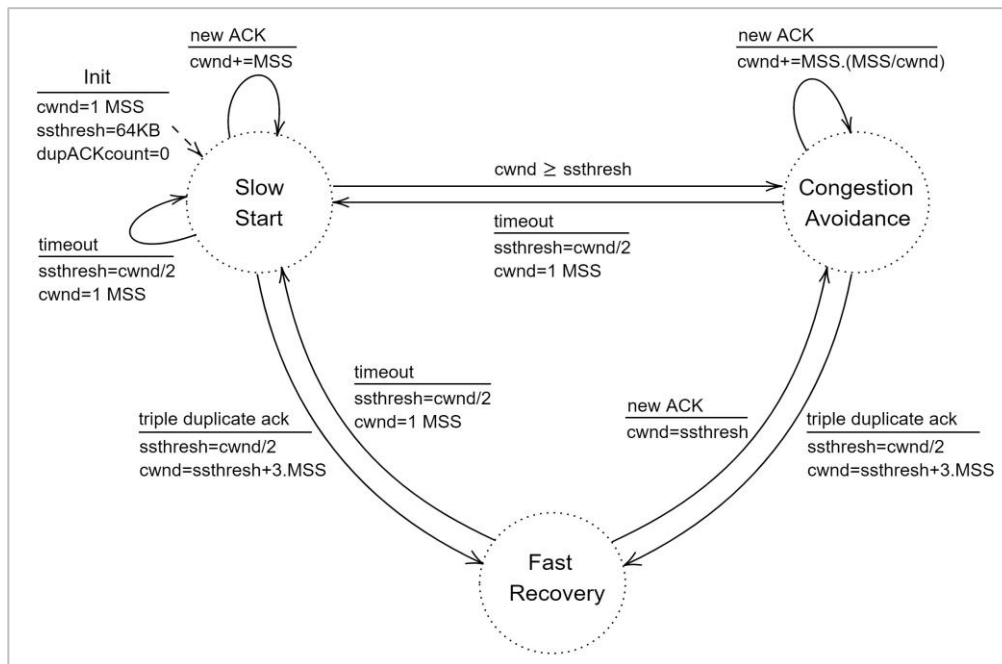 new ACK
cwnd+=MSS
Init
cwnd=1 MSS
ssthresh=64KB
dupACKcount=0
new ACK
cwnd+=MSS.(MSS/cwnd)
Slow
Start
cwnd ≥ ssthresh
Congestion
Avoidance
timeout
ssthresh=cwnd/2
cwnd=1 MSS
timeout
ssthresh=cwnd/2
cwnd=1 MSS
timeout
ssthresh=cwnd/2
cwnd=1 MSS
triple duplicate ack
ssthresh=cwnd/2
cwnd=ssthresh+3.MSS
new ACK
cwnd=ssthresh
triple duplicate ack
ssthresh=cwnd/2
cwnd=ssthresh+3.MSS
Fast
Recovery